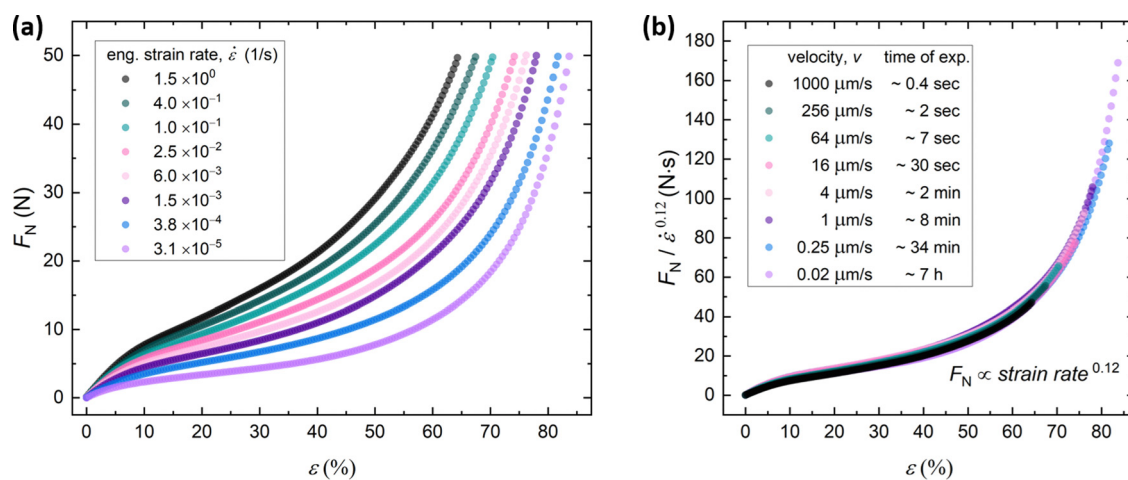 (a)
eng. strain rate, ε̇ (1/s)
1.5 ×10⁰
4.0 ×10⁻¹
1.0 ×10⁻¹
2.5 ×10⁻²
6.0 ×10⁻³
1.5 ×10⁻³
3.8 ×10⁻⁴
3.1 ×10⁻⁵
F_N (N)
50
40
30
20
10
0
0 10 20 30 40 50 60 70 80
ε (%)
(b)
velocity, v time of exp.
1000 μm/s ~ 0.4 sec
256 μm/s ~ 2 sec
64 μm/s ~ 7 sec
16 μm/s ~ 30 sec
4 μm/s ~ 2 min
1 μm/s ~ 8 min
0.25 μm/s ~ 34 min
0.02 μm/s ~ 7 h
F_N / ε̇^0.12 (N·s)
180
160
140
120
100
80
60
40
20
0
F_N ∝ strain rate^0.12
0 10 20 30 40 50 60 70 80
ε (%)